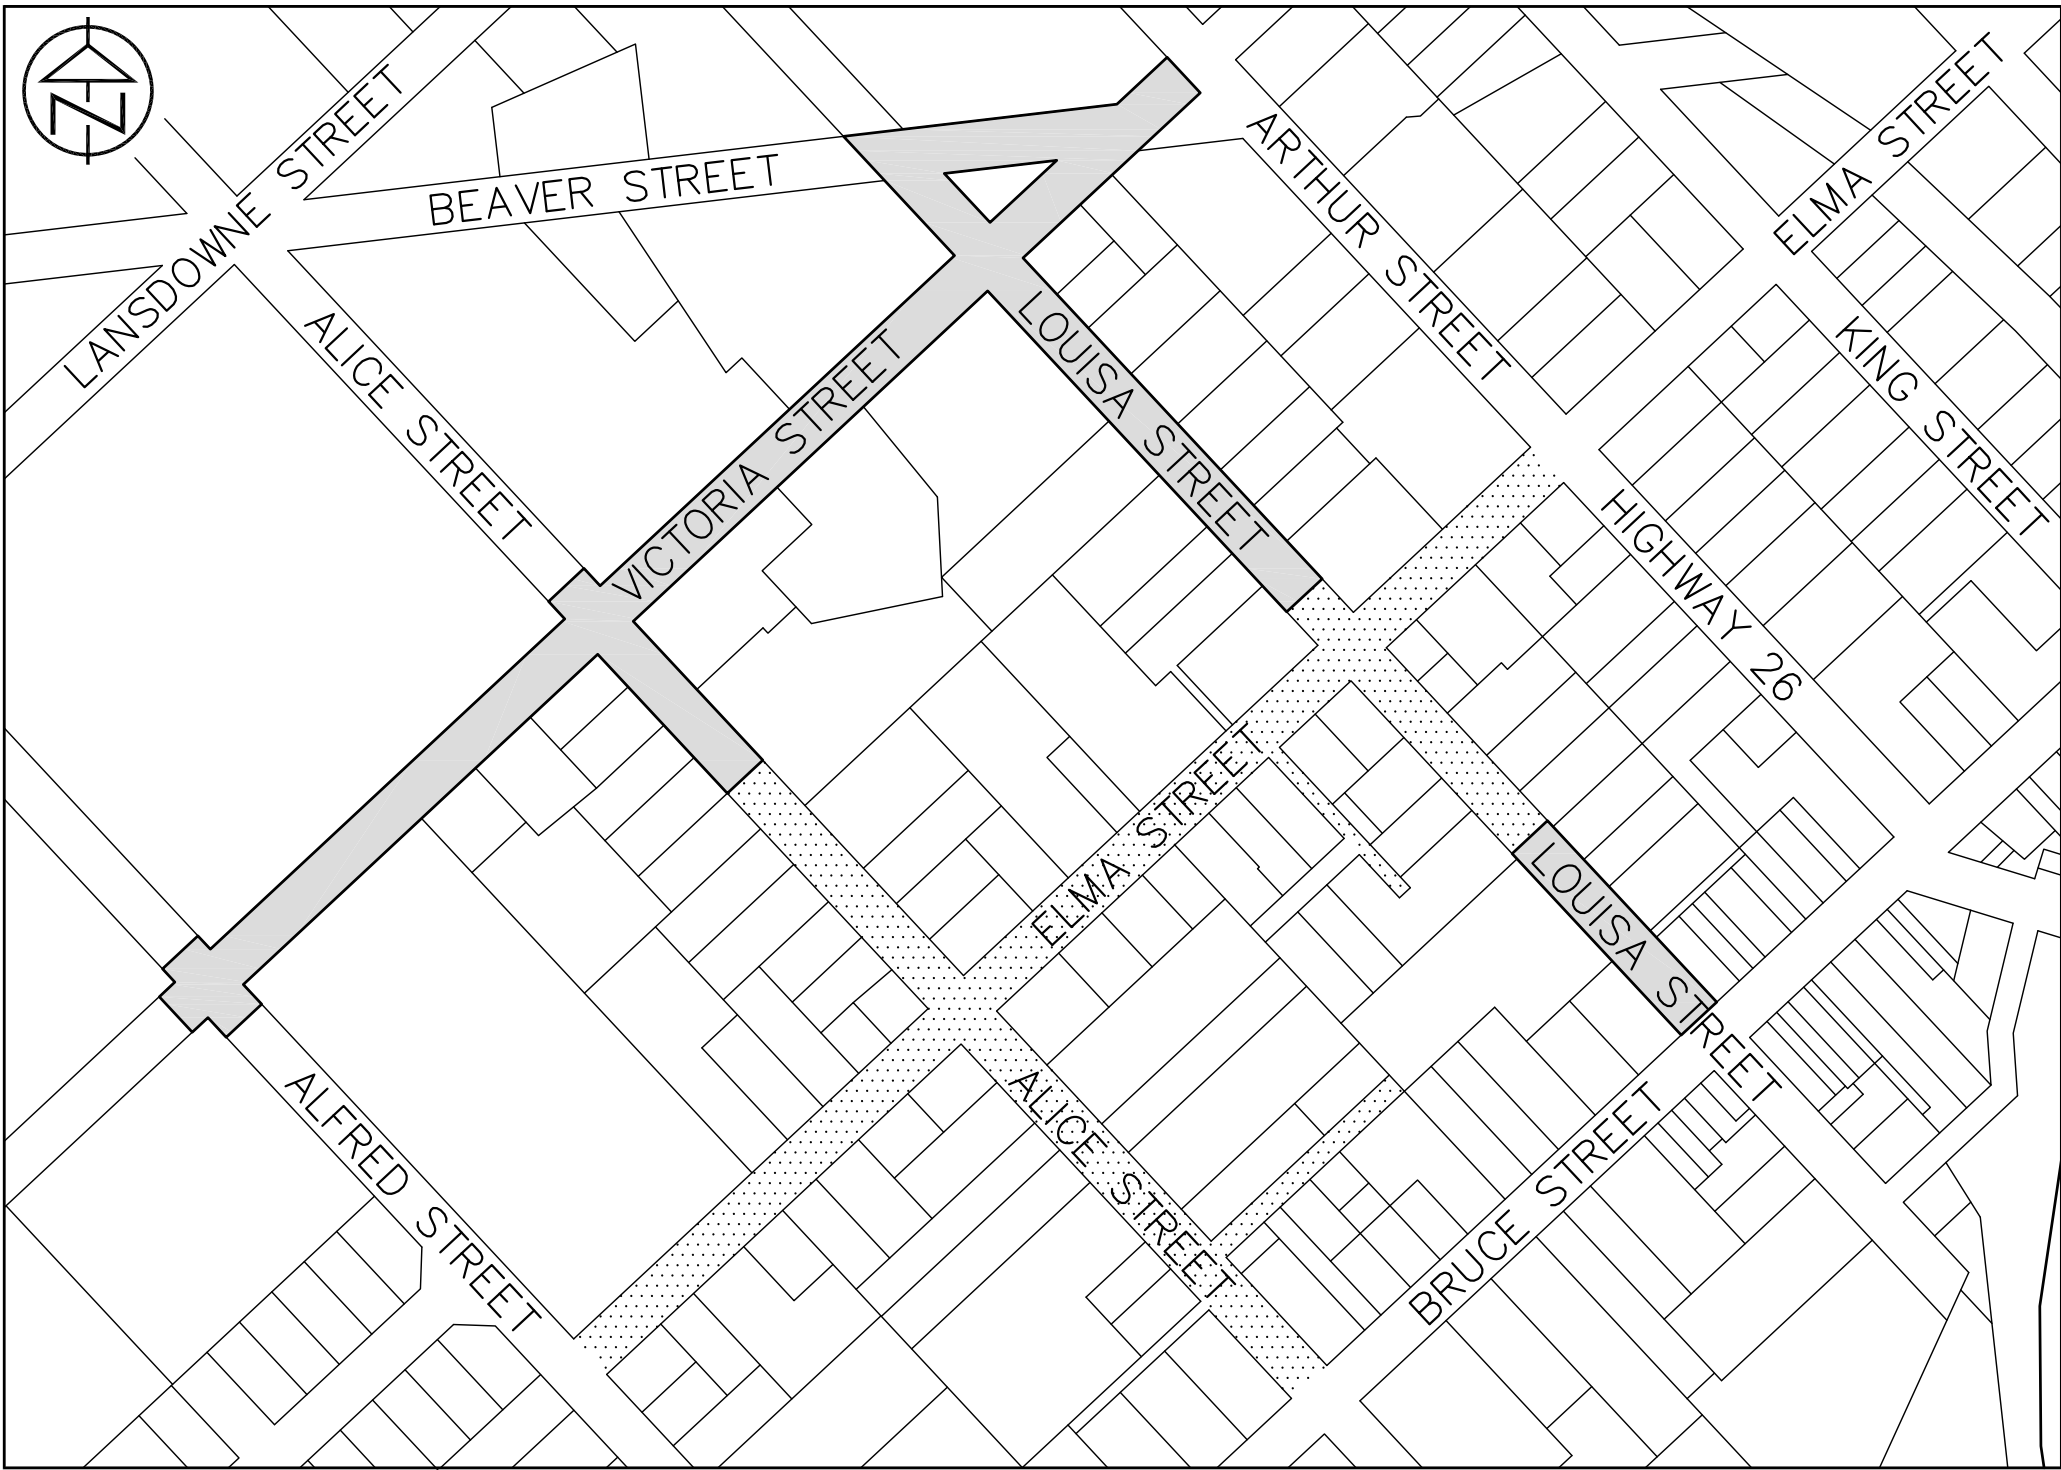 N
LANSDOWNE STREET
BEAVER STREET
ARTHUR STREET
ELMA STREET
ALICE STREET
LOUISA STREET
KING STREET
VICTORIA STREET
HIGHWAY 26
ELMA STREET
LOUISA STREET
ALFRED STREET
ALICE STREET
BRUCE STREET